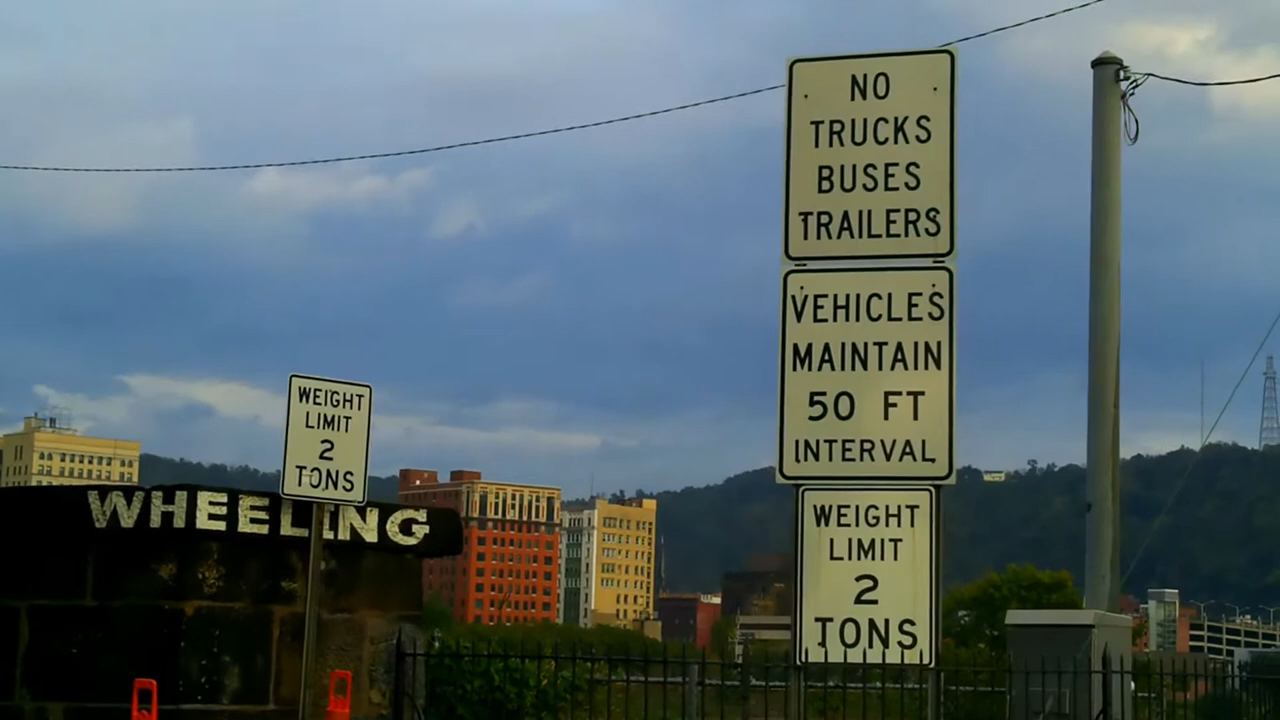 NO
TRUCKS
BUSES
TRAILERS
VEHICLES
MAINTAIN
50 FT
INTERVAL
WEIGHT
LIMIT
2
TONS
WEIGHT
LIMIT
2
TONS
WHEELING